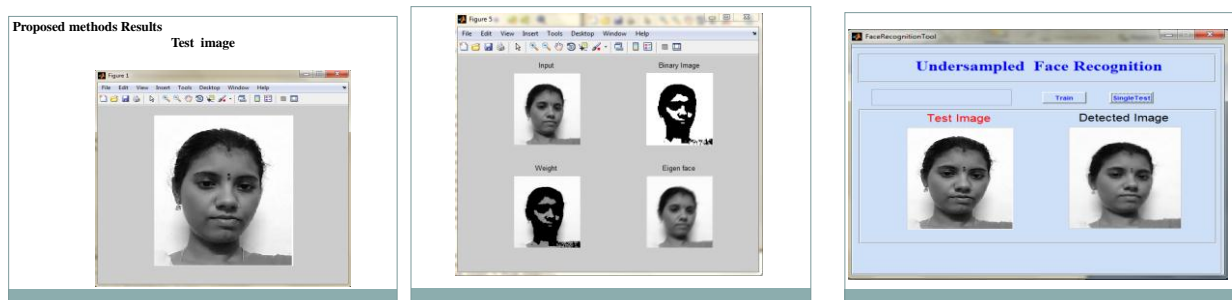 Proposed methods Results
Test image
Figure 1
File Edit View Insert Tools Desktop Window Help
Figure 5
File Edit View Insert Tools Desktop Window Help
Input Binary Image
Weight Eigen face
FaceRecognitionTool
Undersampled Face Recognition
Train SingleTest
Test Image Detected Image